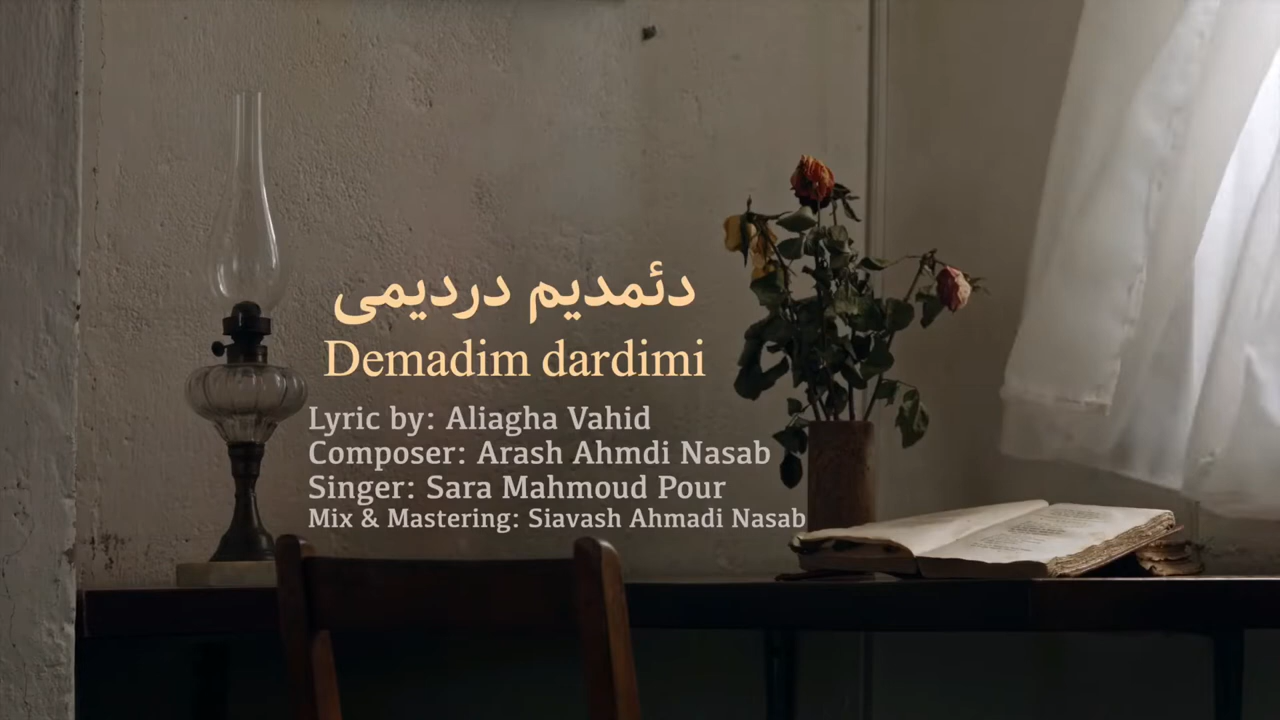 دئمدیم دردیمی
Demadim dardimi
Lyric by: Aliagha Vahid
Composer: Arash Ahmdi Nasab
Singer: Sara Mahmoud Pour
Mix & Mastering: Siavash Ahmadi Nasab